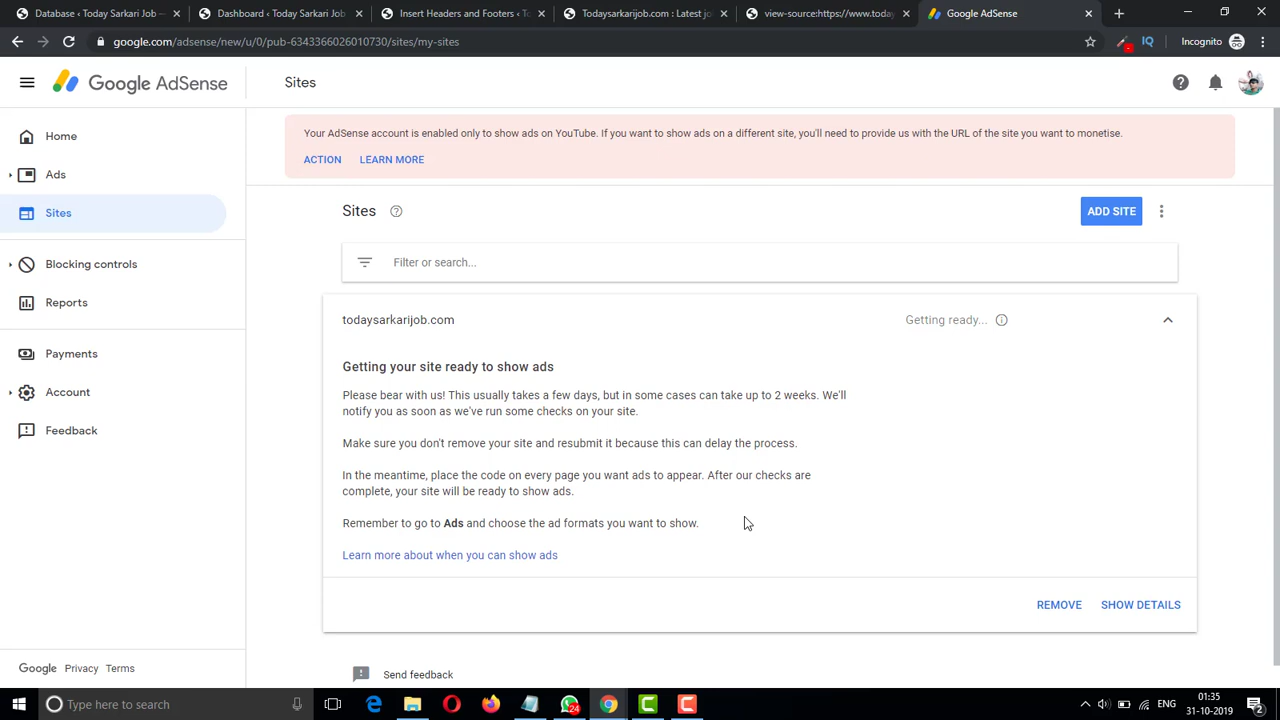 Database ‹ Today Sarkari Job —
Dashboard ‹ Today Sarkari Job
Insert Headers and Footers ‹ To
Todaysarkarijob.com : Latest jo
view-source:https://www.today
Google AdSense
google.com/adsense/new/u/0/pub-6343366026010730/sites/my-sites
IQ
Incognito
Google AdSense
Sites
Home
Ads
Sites
Blocking controls
Reports
Payments
Account
Feedback
Google Privacy Terms
Your AdSense account is enabled only to show ads on YouTube. If you want to show ads on a different site, you'll need to provide us with the URL of the site you want to monetise.
ACTION LEARN MORE
Sites
ADD SITE
Filter or search...
todaysarkarijob.com
Getting ready...
Getting your site ready to show ads
Please bear with us! This usually takes a few days, but in some cases can take up to 2 weeks. We'll
notify you as soon as we've run some checks on your site.
Make sure you don't remove your site and resubmit it because this can delay the process.
In the meantime, place the code on every page you want ads to appear. After our checks are
complete, your site will be ready to show ads.
Remember to go to Ads and choose the ad formats you want to show.
Learn more about when you can show ads
REMOVE SHOW DETAILS
Send feedback
Type here to search
24
ENG
01:35
31-10-2019
2